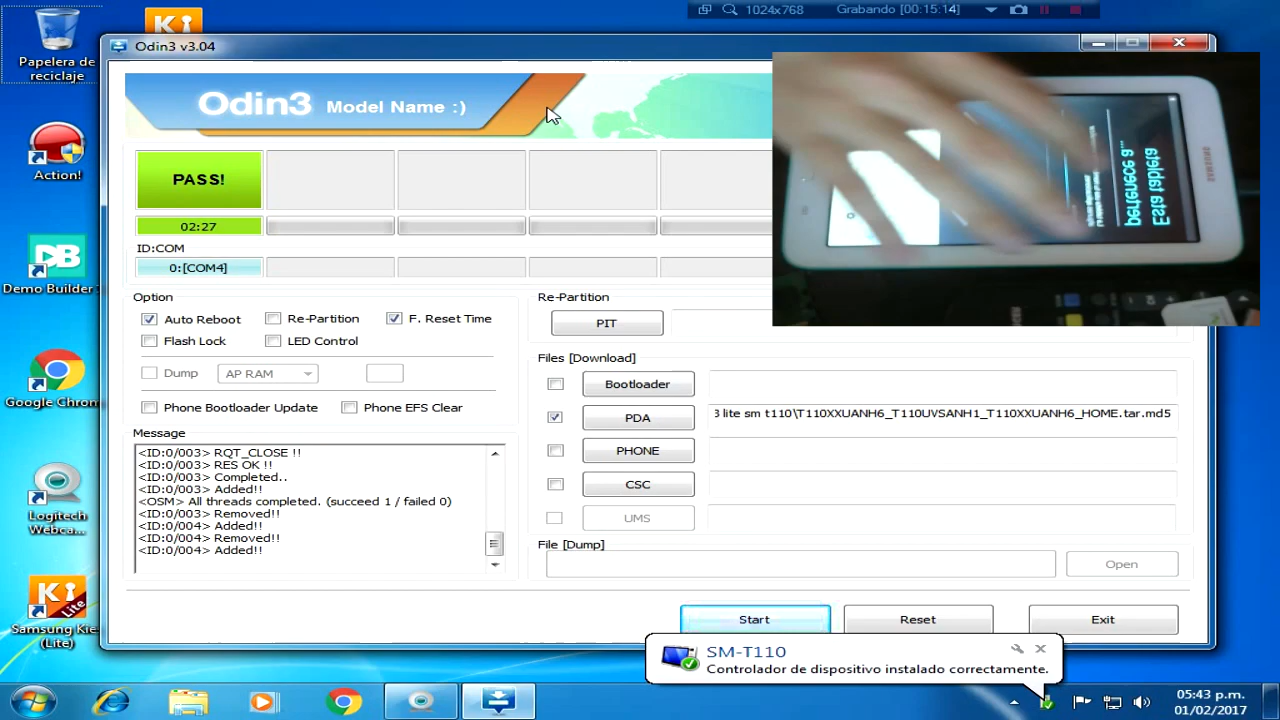 1024x768
Grabando [00:15:14]
Papelera de
reciclaje
Action!
Demo Builder
Google Chrom
Logitech
Webca...
Samsung Kie
(Lite)
Odin3 v3.04
Odin3 Model Name :)
PASS!
02:27
ID:COM
0:[COM4]
Option
Auto Reboot
Re-Partition
F. Reset Time
Flash Lock
LED Control
Dump
AP RAM
Phone Bootloader Update
Phone EFS Clear
Message
<ID:0/003> RQT_CLOSE !!
<ID:0/003> RES OK !!
<ID:0/003> Completed..
<ID:0/003> Added!!
<OSM> All threads completed. (succeed 1 / failed 0)
<ID:0/003> Removed!!
<ID:0/004> Added!!
<ID:0/004> Removed!!
<ID:0/004> Added!!
Re-Partition
PIT
Files [Download]
Bootloader
PDA
3 lite sm t110\T110XXUANH6_T110UVSANH1_T110XXUANH6_HOME.tar.md5
PHONE
CSC
UMS
File [Dump]
Open
Start
Reset
Exit
Esta tableta
pertenece a...
SAMSUNG
SM-T110
Controlador de dispositivo instalado correctamente.
05:43 p.m.
01/02/2017